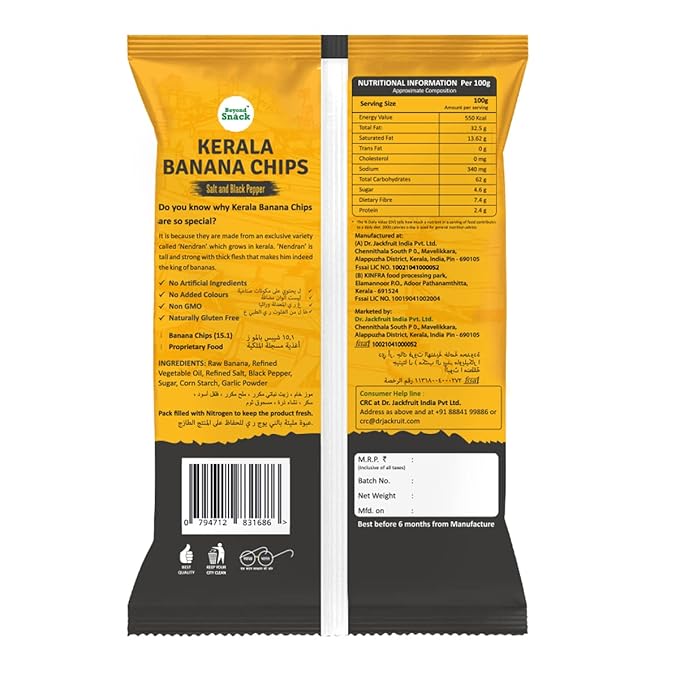 Beyond
Snack
KERALA
BANANA CHIPS
Salt and Black Pepper
Do you know why Kerala Banana Chips
are so special?
It is because they are made from an exclusive variety
called 'Nendran' which grows in kerala. 'Nendran' is
tall and strong with thick flesh that makes him indeed
the king of bananas.
✓ No Artificial Ingredients
✓ No Added Colours
✓ Non GMO
✓ Naturally Gluten Free
Banana Chips (15.1)
Proprietary Food
INGREDIENTS: Raw Banana, Refined
Vegetable Oil, Refined Salt, Black Pepper,
Sugar, Corn Starch, Garlic Powder
Pack filled with Nitrogen to keep the product fresh.
0 794712 831686 >
BEST
QUALITY
KEEP YOUR
CITY CLEAN
NUTRITIONAL INFORMATION Per 100g
Approximate Composition
Serving Size 100g
Amount per serving
Energy Value 550 Kcal
Total Fat: 32.5 g
Saturated Fat 13.62 g
Trans Fat 0 g
Cholesterol 0 mg
Sodium 340 mg
Total Carbohydrates 62 g
Sugar 4.6 g
Dietary Fibre 7.4 g
Protein 2.4 g
Manufactured at:
(A) Dr. Jackfruit India Pvt. Ltd.
Chennithala South P O., Mavelikkara,
Alappuzha District, Kerala, India, Pin - 690105
Fssai LIC NO. 10021041000052
(B) KINFRA food processing park,
Elamannoor P.O., Adoor Pathanamthitta,
Kerala - 691524
Fssai LIC NO. : 10019041002004
Marketed by:
Dr. Jackfruit India Pvt. Ltd.
Chennithala South P O., Mavelikkara,
Alappuzha District, Kerala, India, Pin - 690105
fssai 10021041000052
Consumer Help line :
CRC at Dr. Jackfruit India Pvt Ltd.
Address as above and at +91 88841 99886 or
crc@drjackruit.com
M.R.P. ₹ :
(Inclusive of all taxes)
Batch No. :
Net Weight :
Mfd. on :
Best before 6 months from Manufacture